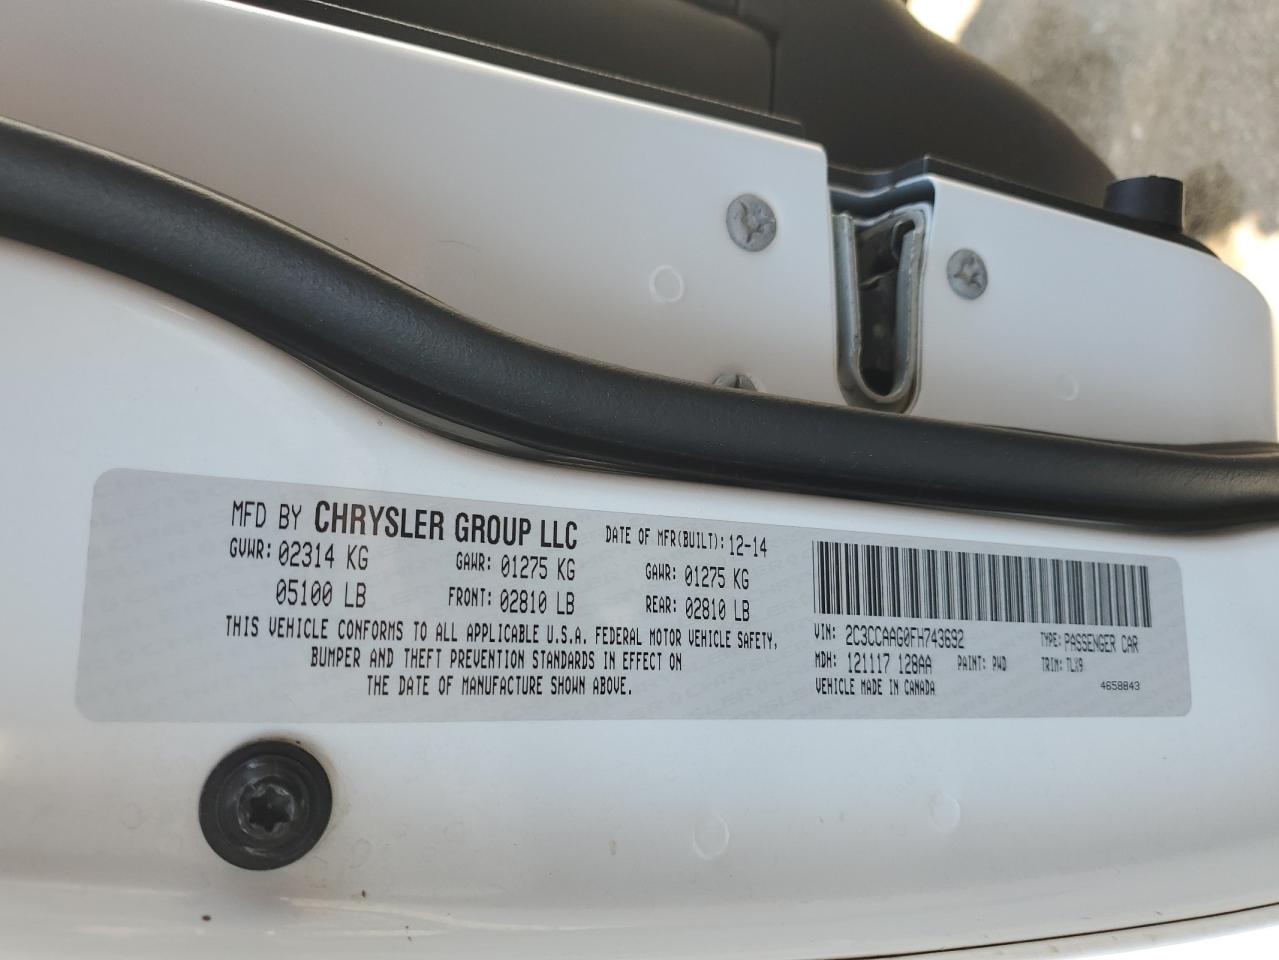 MFD BY CHRYSLER GROUP LLC DATE OF MFR(BUILT): 12-14
GVWR: 02314 KG GAWR: 01275 KG GAWR: 01275 KG
05100 LB FRONT: 02810 LB REAR: 02810 LB
THIS VEHICLE CONFORMS TO ALL APPLICABLE U.S.A. FEDERAL MOTOR VEHICLE SAFETY,
BUMPER AND THEFT PREVENTION STANDARDS IN EFFECT ON
THE DATE OF MANUFACTURE SHOWN ABOVE.
VIN: 2C3CCAAG0FH743692 TYPE: PASSENGER CAR
MDH: 121117 128AA PAINT: PWD TRIM: TLX9
VEHICLE MADE IN CANADA 4658843